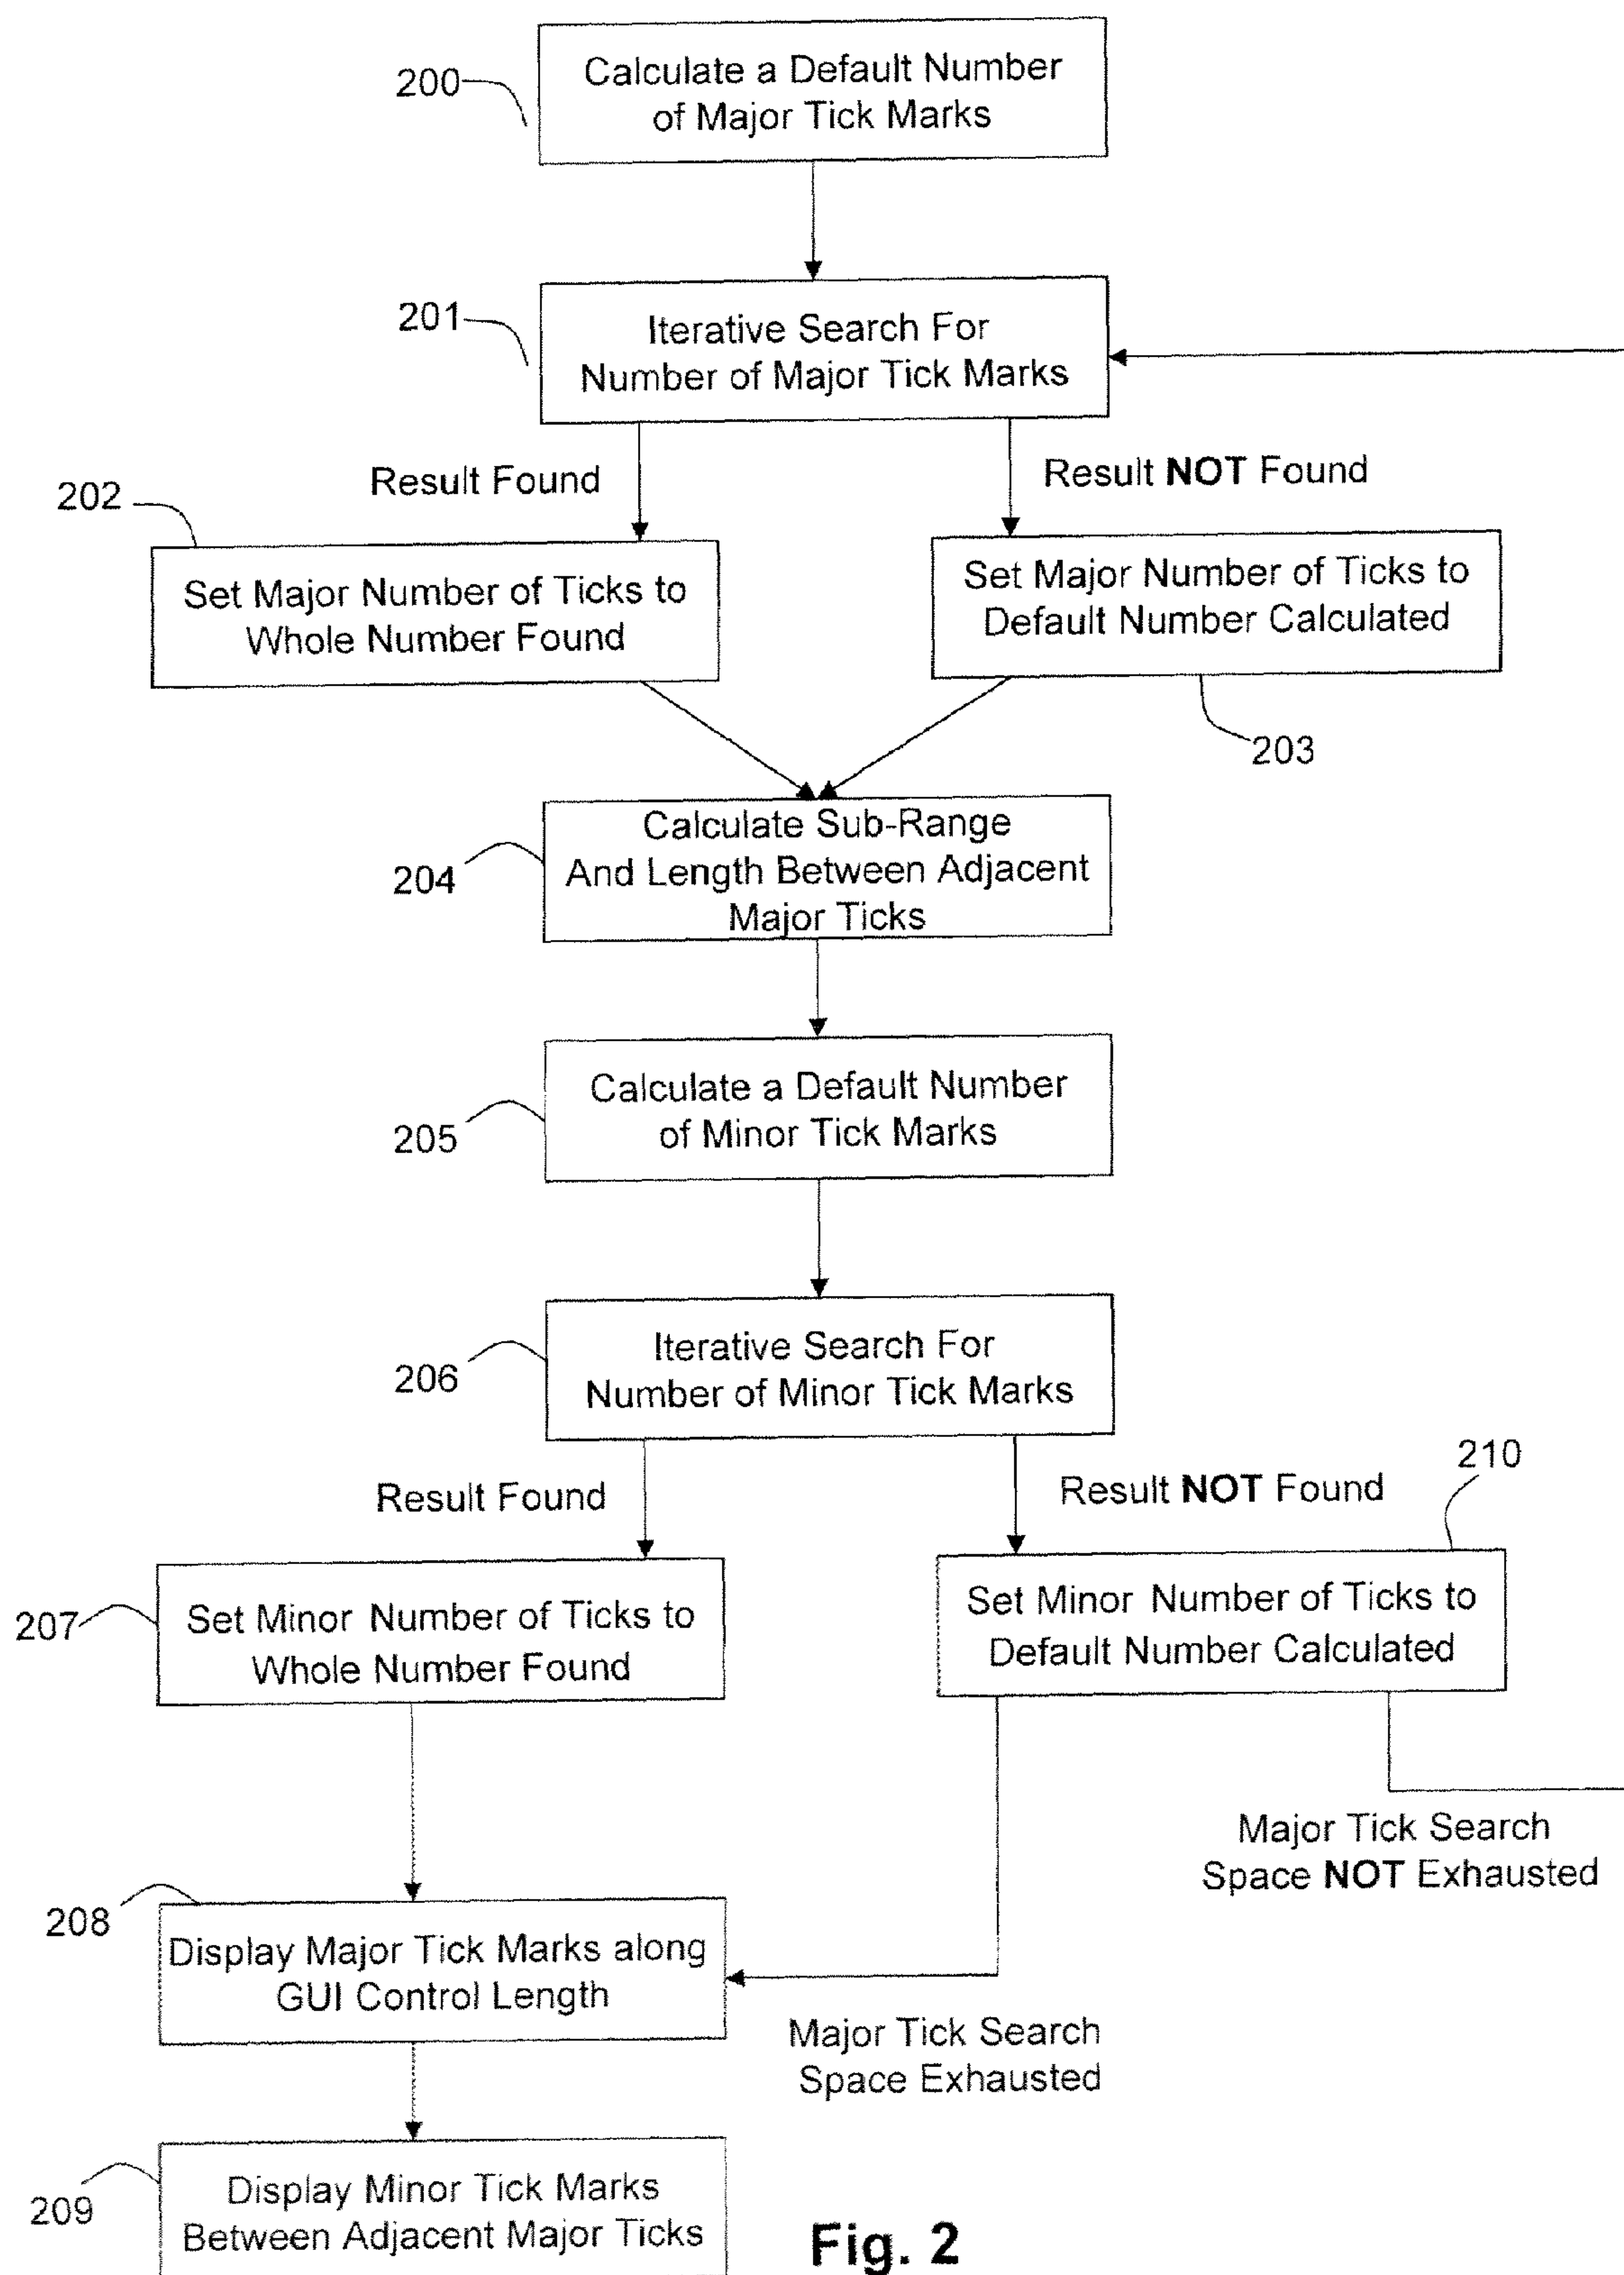 200
Calculate a Default Number
of Major Tick Marks
201
Iterative Search For
Number of Major Tick Marks
Result Found
Result NOT Found
202
Set Major Number of Ticks to
Whole Number Found
Set Major Number of Ticks to
Default Number Calculated
203
204
Calculate Sub-Range
And Length Between Adjacent
Major Ticks
205
Calculate a Default Number
of Minor Tick Marks
206
Iterative Search For
Number of Minor Tick Marks
Result Found
Result NOT Found
210
207
Set Minor Number of Ticks to
Whole Number Found
Set Minor Number of Ticks to
Default Number Calculated
Major Tick Search
Space NOT Exhausted
208
Display Major Tick Marks along
GUI Control Length
Major Tick Search
Space Exhausted
209
Display Minor Tick Marks
Between Adjacent Major Ticks
Fig. 2